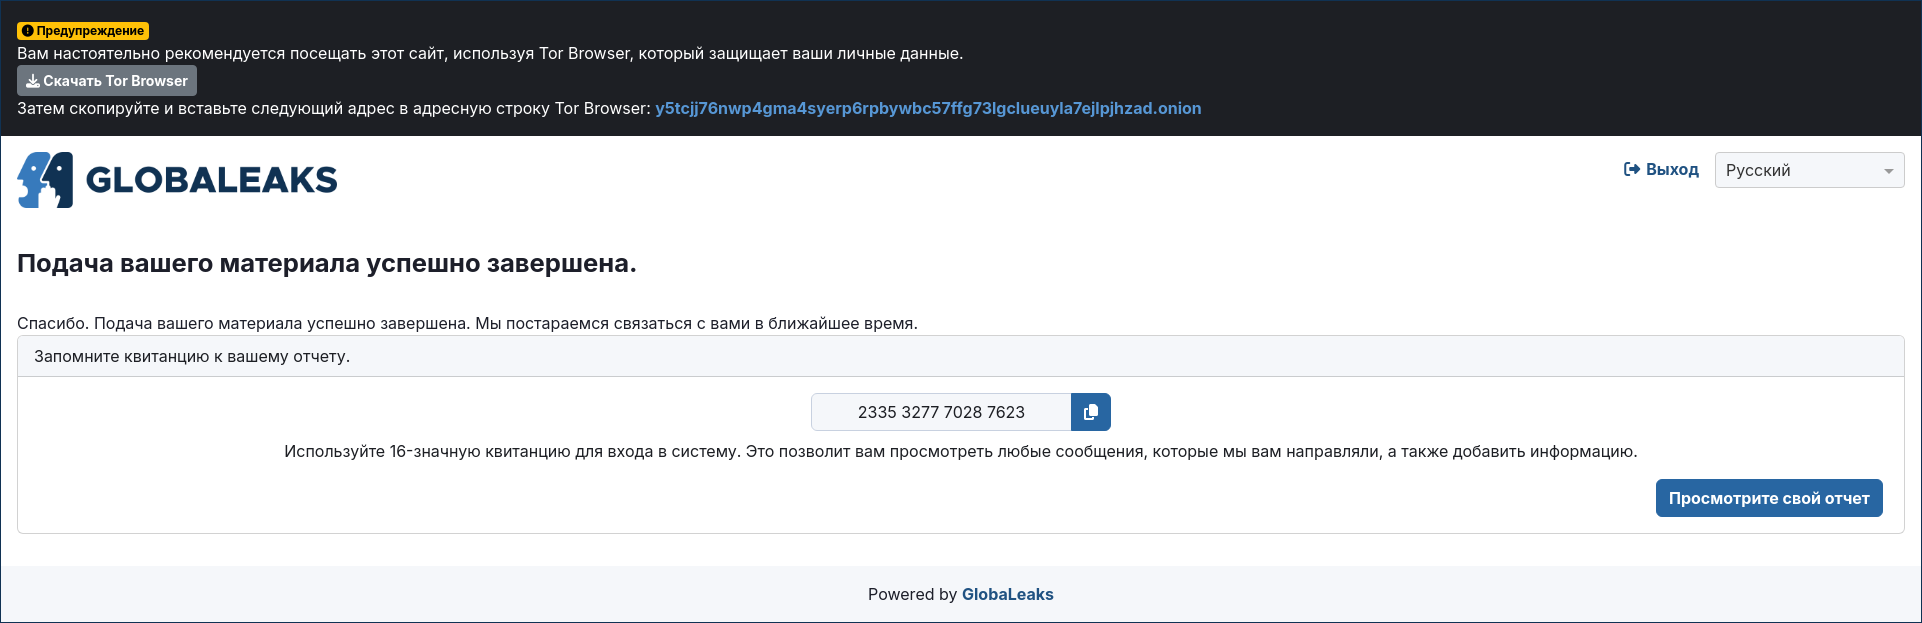 Предупреждение
Вам настоятельно рекомендуется посещать этот сайт, используя Tor Browser, который защищает ваши личные данные.
Скачать Tor Browser
Затем скопируйте и вставьте следующий адрес в адресную строку Tor Browser: y5tcjj76nwp4gma4syerp6rpbywbc57ffg73lgclueuyla7ejlpjhzad.onion
GLOBALEAKS
Выход
Русский
Подача вашего материала успешно завершена.
Спасибо. Подача вашего материала успешно завершена. Мы постараемся связаться с вами в ближайшее время.
Запомните квитанцию к вашему отчету.
2335 3277 7028 7623
Используйте 16-значную квитанцию для входа в систему. Это позволит вам просмотреть любые сообщения, которые мы вам направляли, а также добавить информацию.
Просмотрите свой отчет
Powered by GlobaLeaks